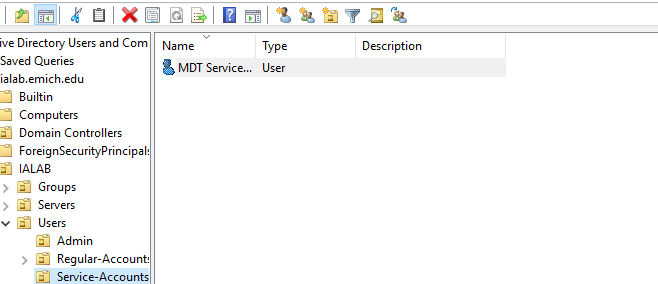 Name Type Description
ive Directory Users and Com
Saved Queries
ialab.emich.edu
Builtin
Computers
Domain Controllers
ForeignSecurityPrincipals
IALAB
Groups
Servers
Users
Admin
Regular-Accounts
Service-Accounts
MDT Service... User